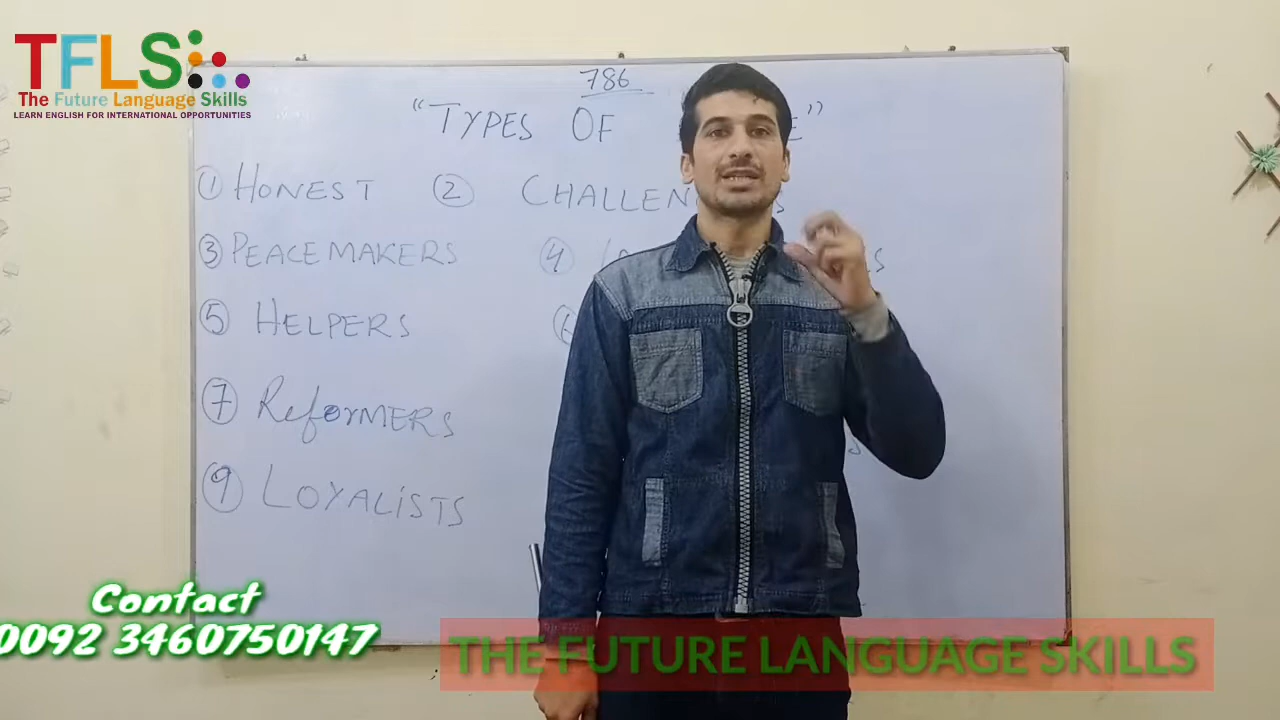 TFLS
The Future Language Skills
LEARN ENGLISH FOR INTERNATIONAL OPPORTUNITIES
786
"TYPES OF
① HONEST ②
③ PEACEMAKERS ④
⑤ HELPERS
⑦ ReforMERS
⑨ LOYALiSTS
Contact
0092 3460750147
THE FUTURE LANGUAGE SKILLS